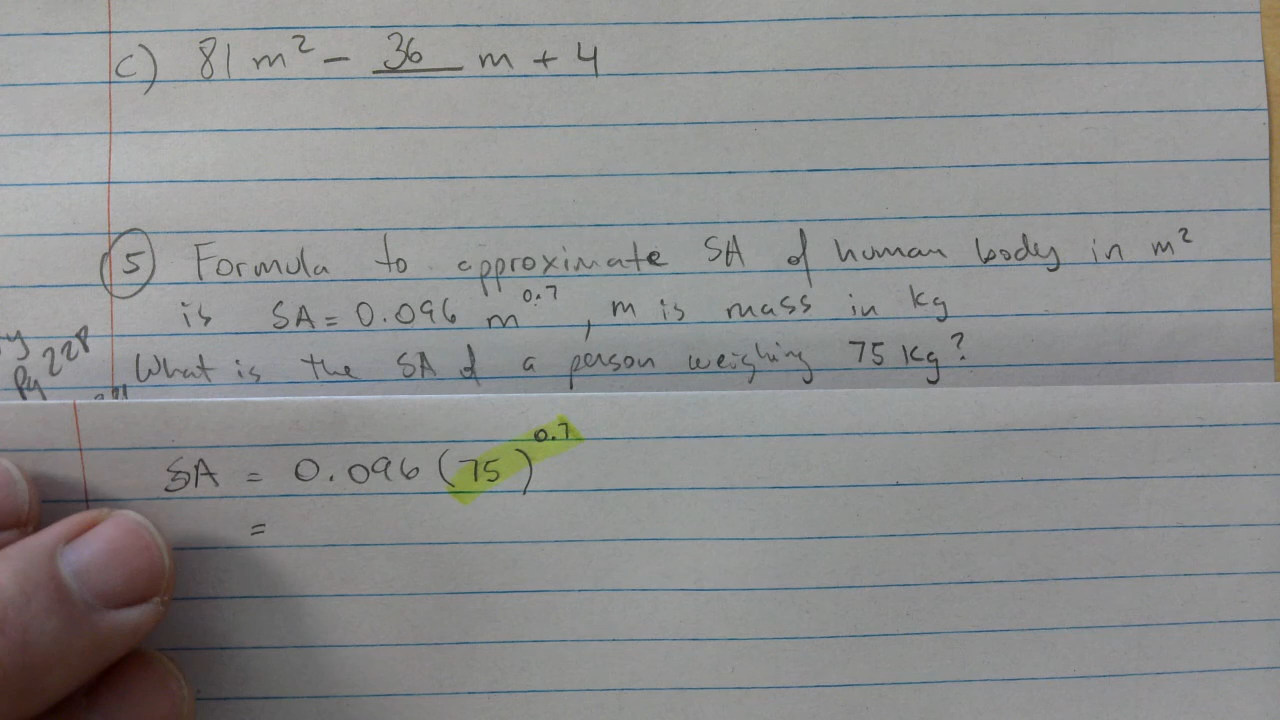 c) 81 m² - 36 m + 4
5 Formula to approximate SA of human body in m²
is SA = 0.096 m^0.7, m is mass in kg
Pg 228
What is the SA of a person weighing 75 kg?
SA = 0.096 (75)^0.7
=